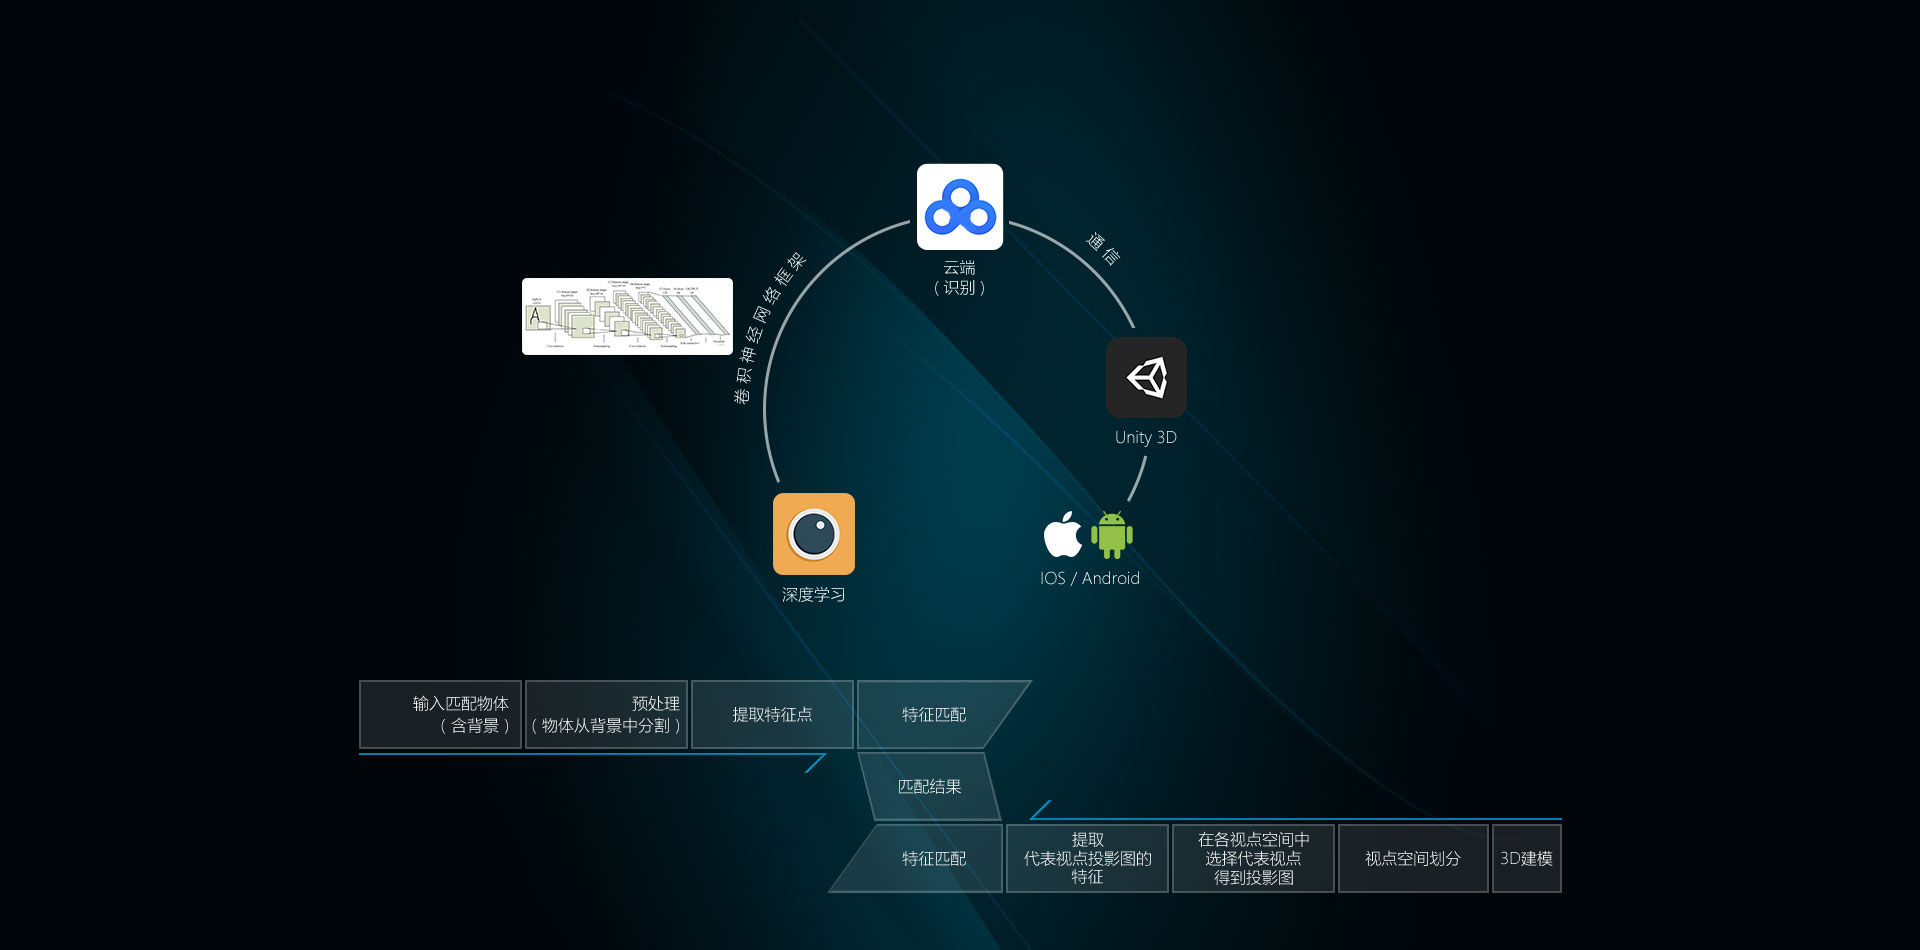 云端
（识别）
通信
卷积神经网络框架
A
Unity 3D
IOS / Android
深度学习
输入匹配物体
（含背景）
预处理
（物体从背景中分割）
提取特征点
特征匹配
匹配结果
特征匹配
提取
代表视点投影图的
特征
在各视点空间中
选择代表视点
得到投影图
视点空间划分
3D建模